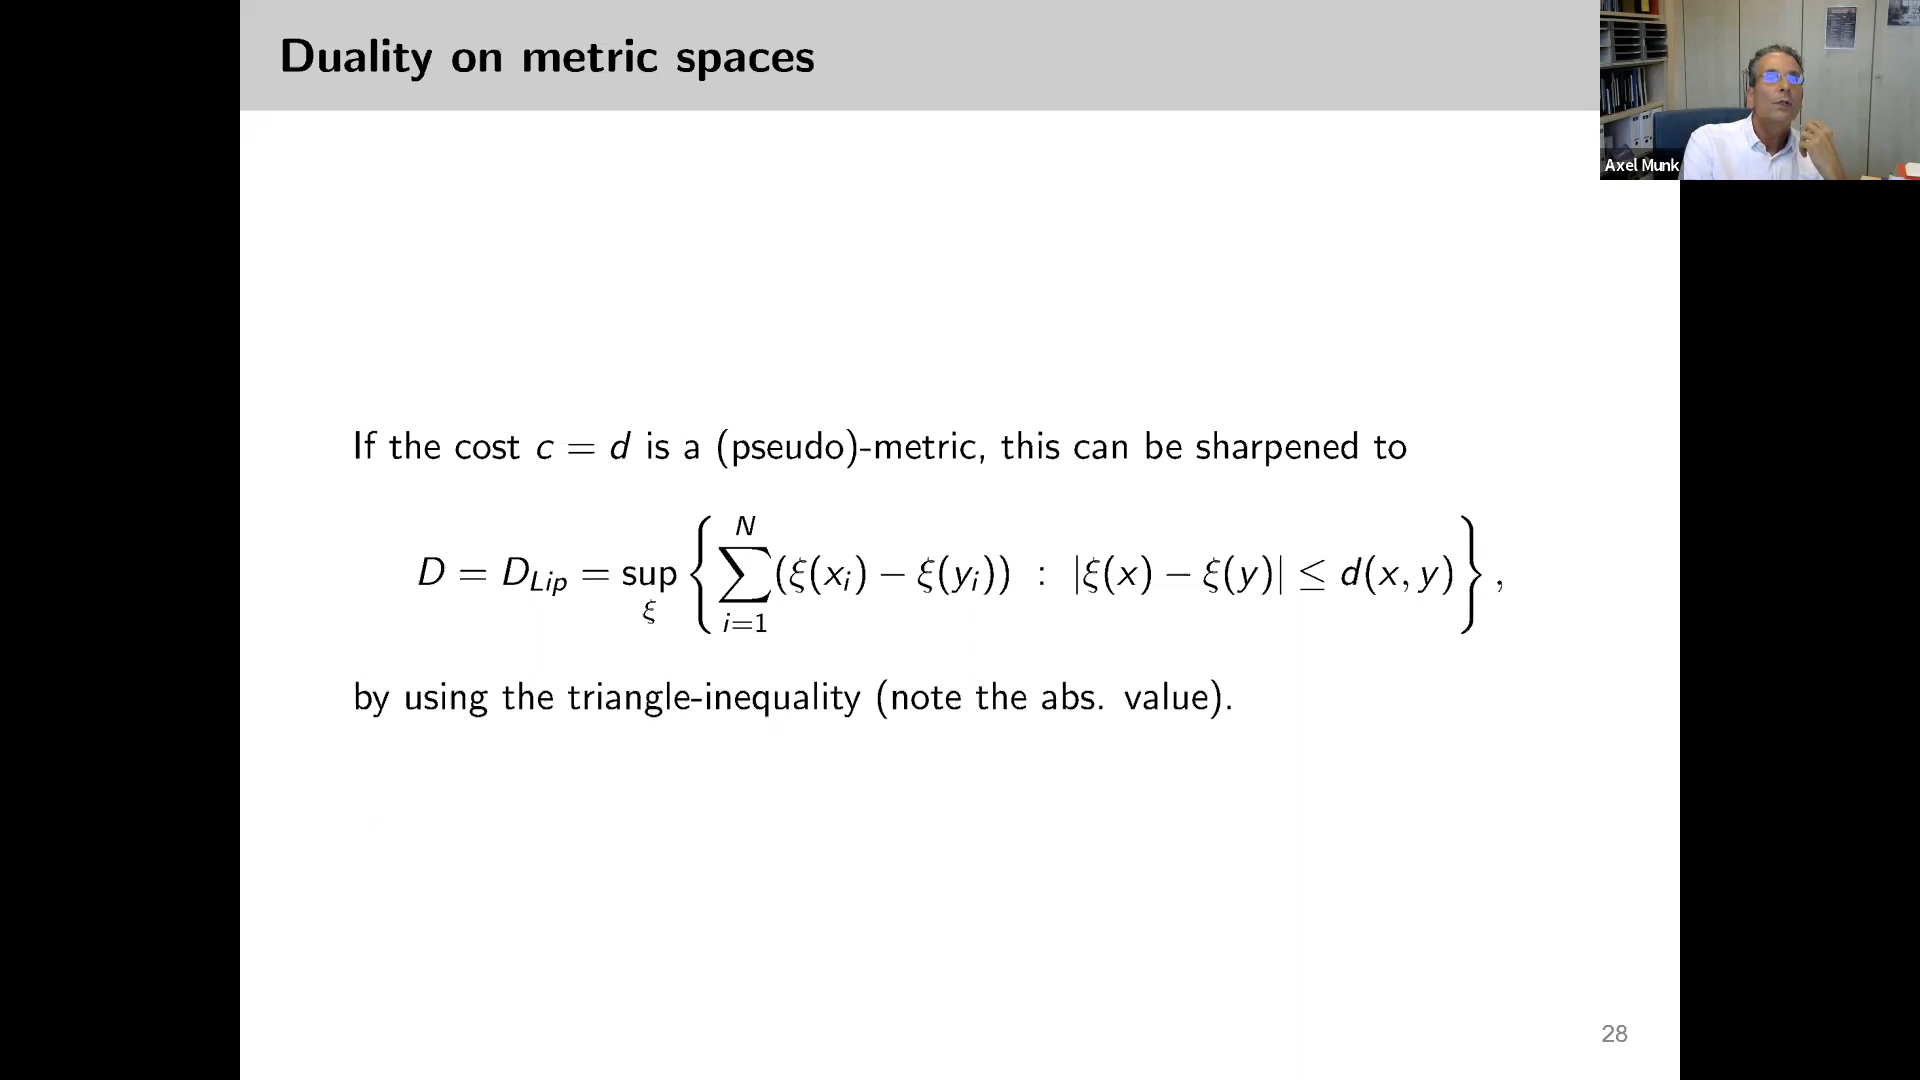 Duality on metric spaces
Axel Munk
If the cost c = d is a (pseudo)-metric, this can be sharpened to
D = D_{Lip} = sup_ξ { ∑_{i=1}^{N} (ξ(x_i) − ξ(y_i)) : |ξ(x) − ξ(y)| ≤ d(x, y) } ,
by using the triangle-inequality (note the abs. value).
28